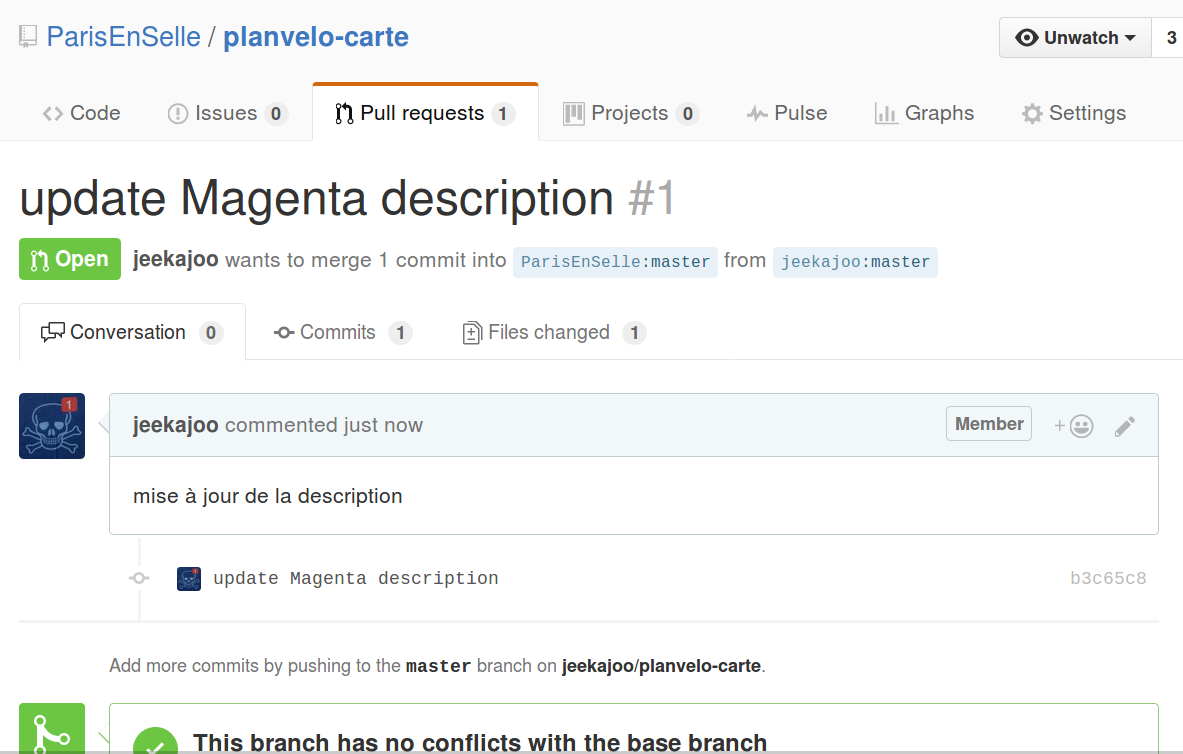 ParisEnSelle / planvelo-carte
Unwatch 3
Code Issues 0 Pull requests 1 Projects 0 Pulse Graphs Settings
update Magenta description #1
Open jeekajoo wants to merge 1 commit into ParisEnSelle:master from jeekajoo:master
Conversation 0 Commits 1 Files changed 1
1
jeekajoo commented just now Member +
mise à jour de la description
update Magenta description b3c65c8
Add more commits by pushing to the master branch on jeekajoo/planvelo-carte.
This branch has no conflicts with the base branch